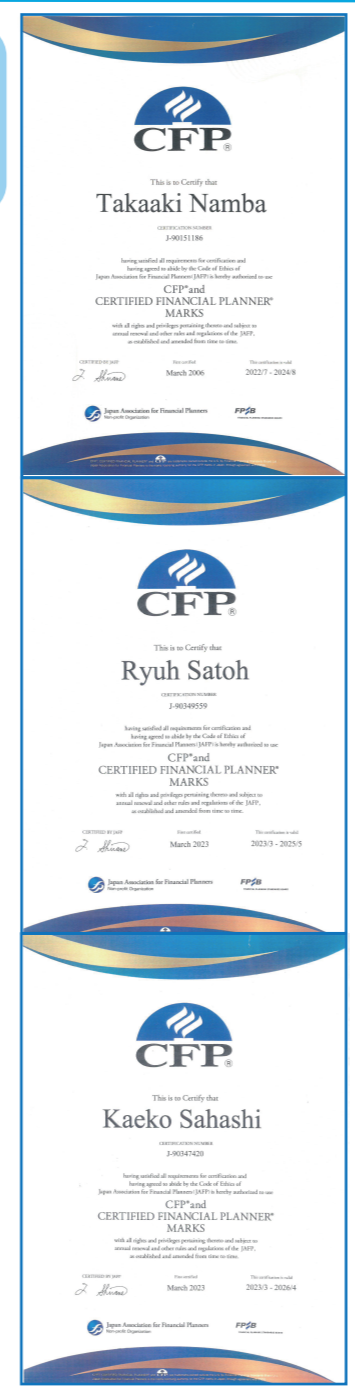 CFP®
This is to Certify that
Takaaki Namba
CERTIFICATION NUMBER
J-90151186
having satisfied all requirements for certification and
having agreed to abide by the Code of Ethics of
Japan Association for Financial Planners(JAFP) is hereby authorized to use
CFP® and
CERTIFIED FINANCIAL PLANNER®
MARKS
with all rights and privileges pertaining thereto and subject to
annual renewal and other rules and regulations of the JAFP,
as established and amended from time to time.
CERTIFIED BY JAFP First certified This certification is valid
March 2006 2022/7 - 2024/8
Japan Association for Financial Planners FPSB
Non-profit Organization
CFP®
This is to Certify that
Ryuh Satoh
CERTIFICATION NUMBER
J-90349559
having satisfied all requirements for certification and
having agreed to abide by the Code of Ethics of
Japan Association for Financial Planners(JAFP) is hereby authorized to use
CFP® and
CERTIFIED FINANCIAL PLANNER®
MARKS
with all rights and privileges pertaining thereto and subject to
annual renewal and other rules and regulations of the JAFP,
as established and amended from time to time.
CERTIFIED BY JAFP First certified This certification is valid
March 2023 2023/3 - 2025/5
Japan Association for Financial Planners FPSB
Non-profit Organization
CFP®
This is to Certify that
Kaeko Sahashi
CERTIFICATION NUMBER
J-90347420
having satisfied all requirements for certification and
having agreed to abide by the Code of Ethics of
Japan Association for Financial Planners(JAFP) is hereby authorized to use
CFP® and
CERTIFIED FINANCIAL PLANNER®
MARKS
with all rights and privileges pertaining thereto and subject to
annual renewal and other rules and regulations of the JAFP,
as established and amended from time to time.
CERTIFIED BY JAFP First certified This certification is valid
March 2023 2023/3 - 2026/4
Japan Association for Financial Planners FPSB
Non-profit Organization